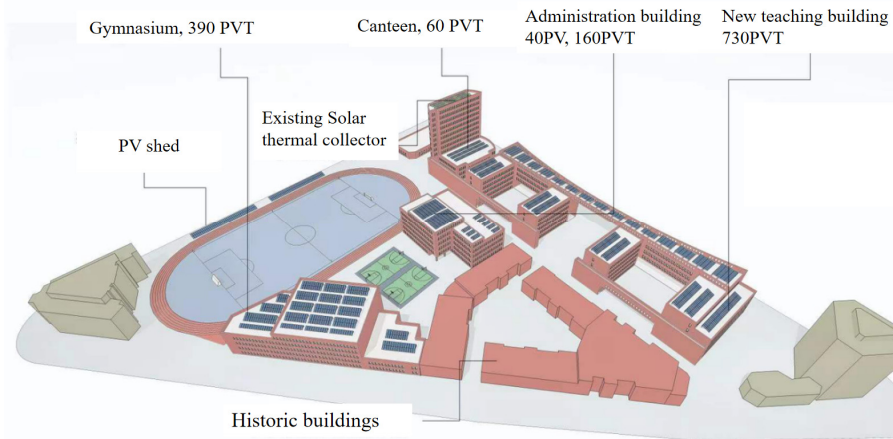 Gymnasium, 390 PVT
Canteen, 60 PVT
Administration building
40PV, 160PVT
New teaching building
730PVT
Existing Solar
thermal collector
PV shed
Historic buildings